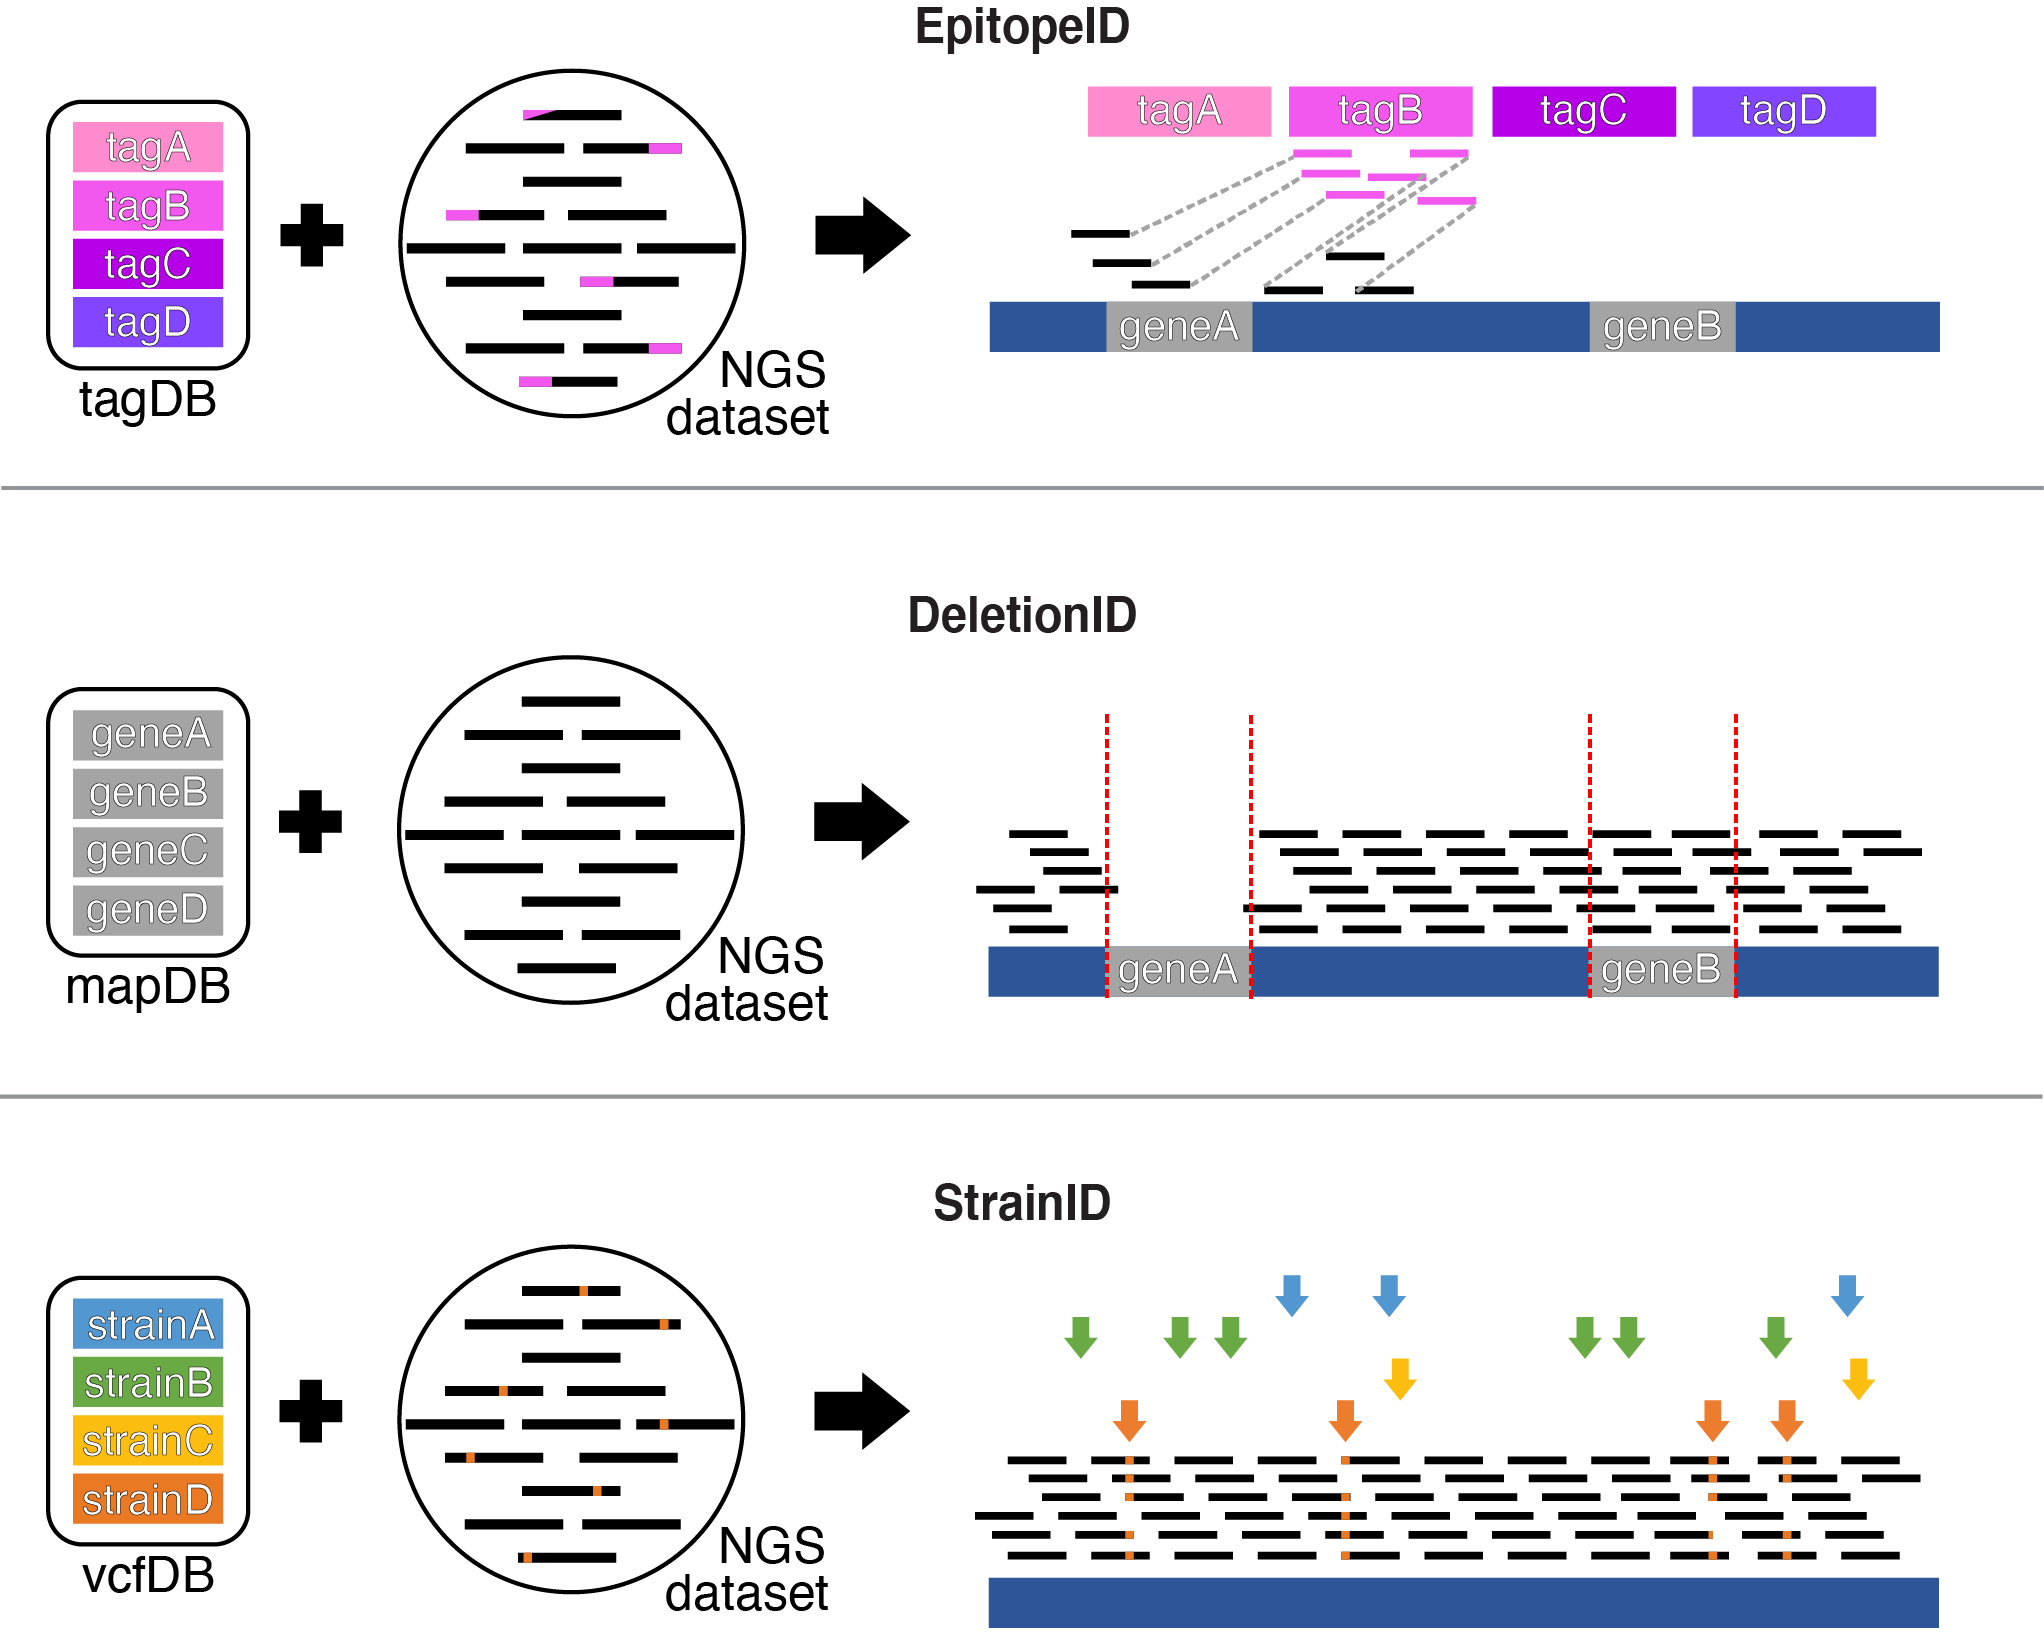 EpitopeID
tagA
tagB
tagC
tagD
tagDB
NGS
dataset
tagA tagB tagC tagD
geneA geneB
DeletionID
geneA
geneB
geneC
geneD
mapDB
NGS
dataset
geneA geneB
StrainID
strainA
strainB
strainC
strainD
vcfDB
NGS
dataset